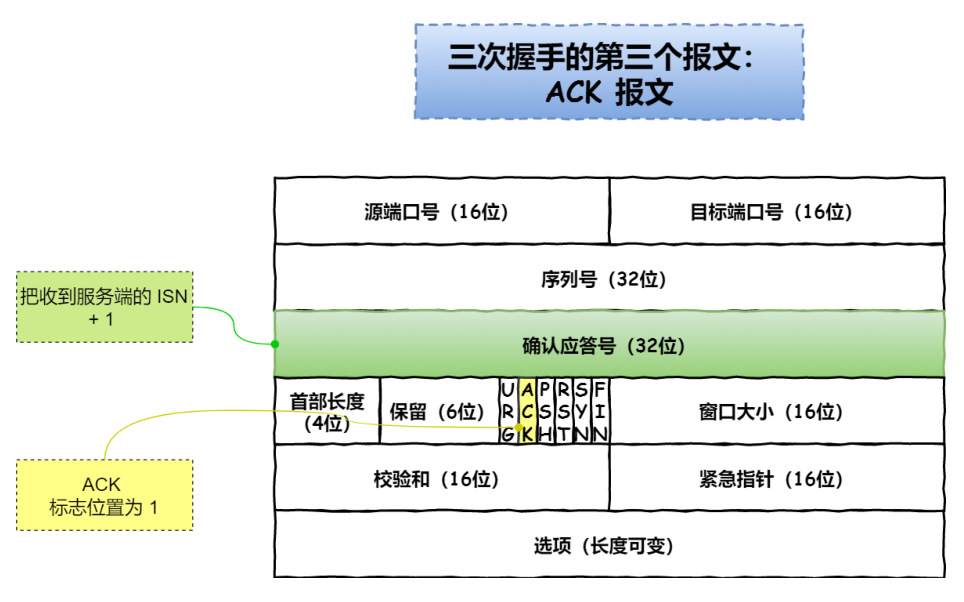 三次握手的第三个报文：
ACK 报文
源端口号（16位）
目标端口号（16位）
序列号（32位）
把收到服务端的 ISN
+ 1
确认应答号（32位）
首部长度
（4位）
保留（6位）
URG
ACK
PSH
RST
SYN
FIN
窗口大小（16位）
校验和（16位）
紧急指针（16位）
ACK
标志位置为 1
选项（长度可变）